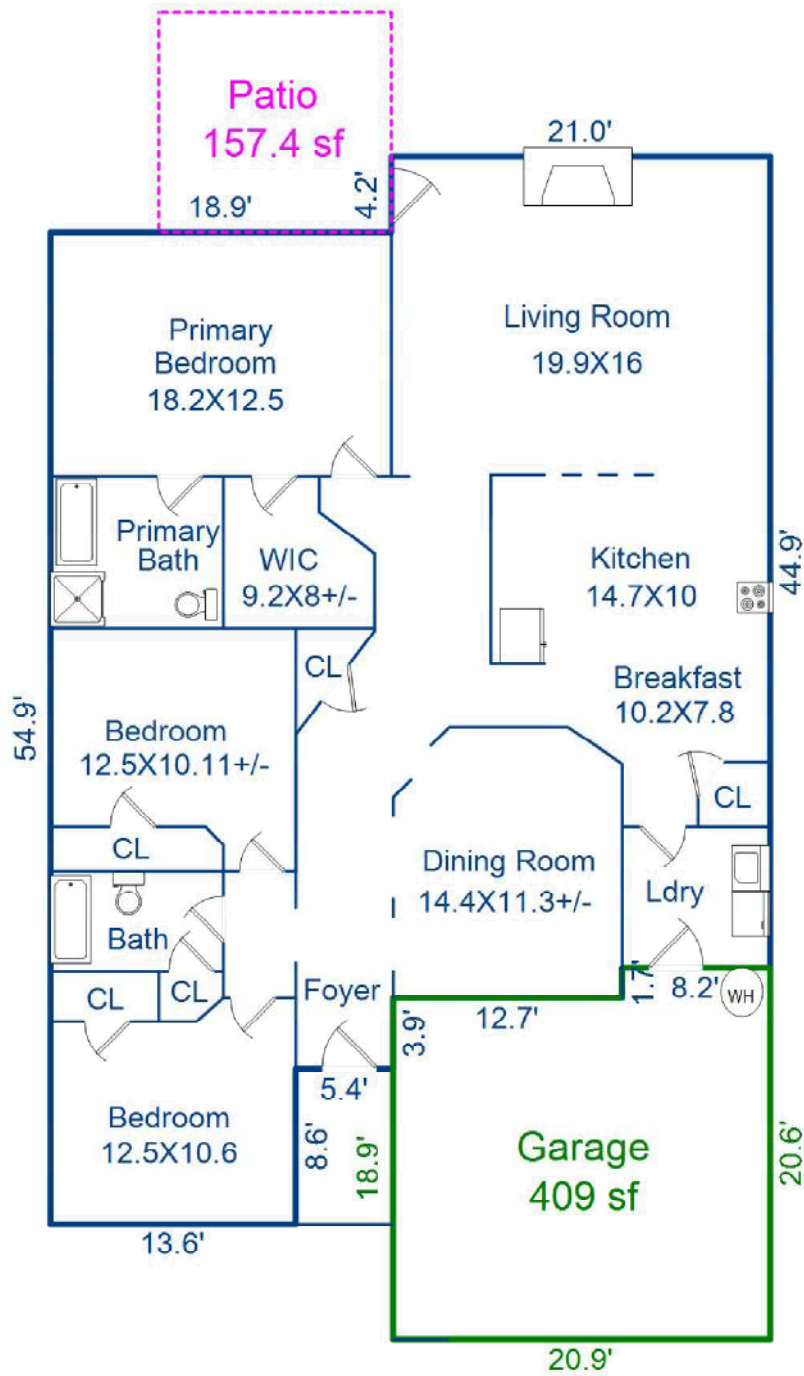 Patio
157.4 sf
21.0'
18.9'
4.2'
Primary
Bedroom
18.2X12.5
Living Room
19.9X16
Primary
Bath
WIC
9.2X8+/-
Kitchen
14.7X10
44.9'
CL
Breakfast
10.2X7.8
54.9'
Bedroom
12.5X10.11+/-
CL
CL
Dining Room
14.4X11.3+/-
Ldry
Bath
CL
CL
Foyer
1.7'
8.2'
WH
12.7'
3.9'
5.4'
Bedroom
12.5X10.6
8.6'
18.9'
Garage
409 sf
20.6'
13.6'
20.9'